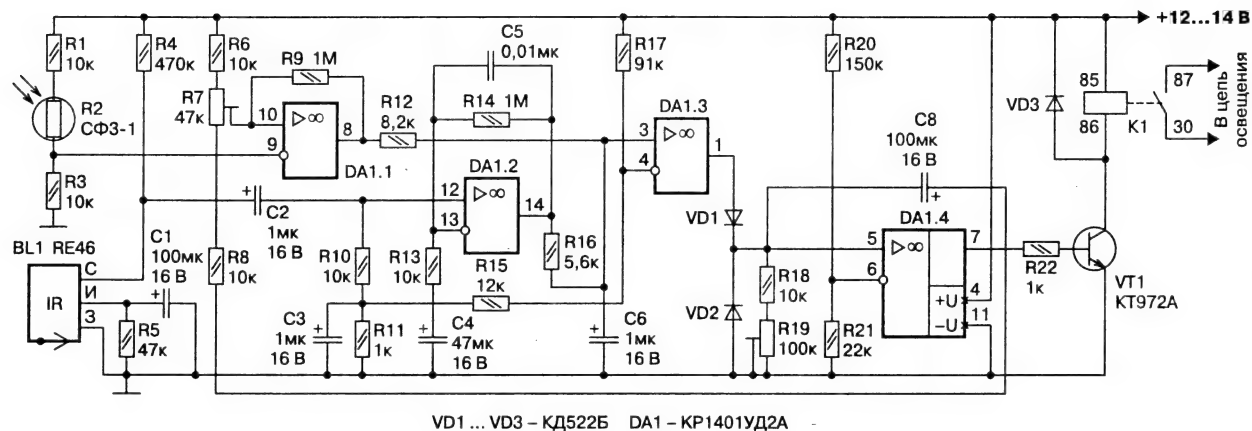 +12...14 В
R1
10к
R4
470к
R6
10к
R9 1М
C5
0,01мк
R17
91к
R20
150к
R2
СФ3-1
R7
47к
10
9
▷∞
8
DA1.1
R12
8,2к
R14 1М
DA1.3
3
4
▷∞
1
VD3
85
86
K1
87
30
В цепь
освещения
C8
100мк
16 В
R3
10к
C2
1мк
16 В
DA1.2
12
13
▷∞
14
VD1
DA1.4
5
6
▷∞
7
+U
4
–U
11
R22
1к
VT1
КТ972А
BL1 RE46
C
И
З
IR
C1
100мк
16 В
R8
10к
R10
10к
R13
10к
R15
12к
R16
5,6к
R18
10к
R5
47к
C3
1мк
16 В
R11
1к
C4
47мк
16 В
C6
1мк
16 В
VD2
R19
100к
R21
22к
VD1 ... VD3 – КД522Б DA1 – КР1401УД2А